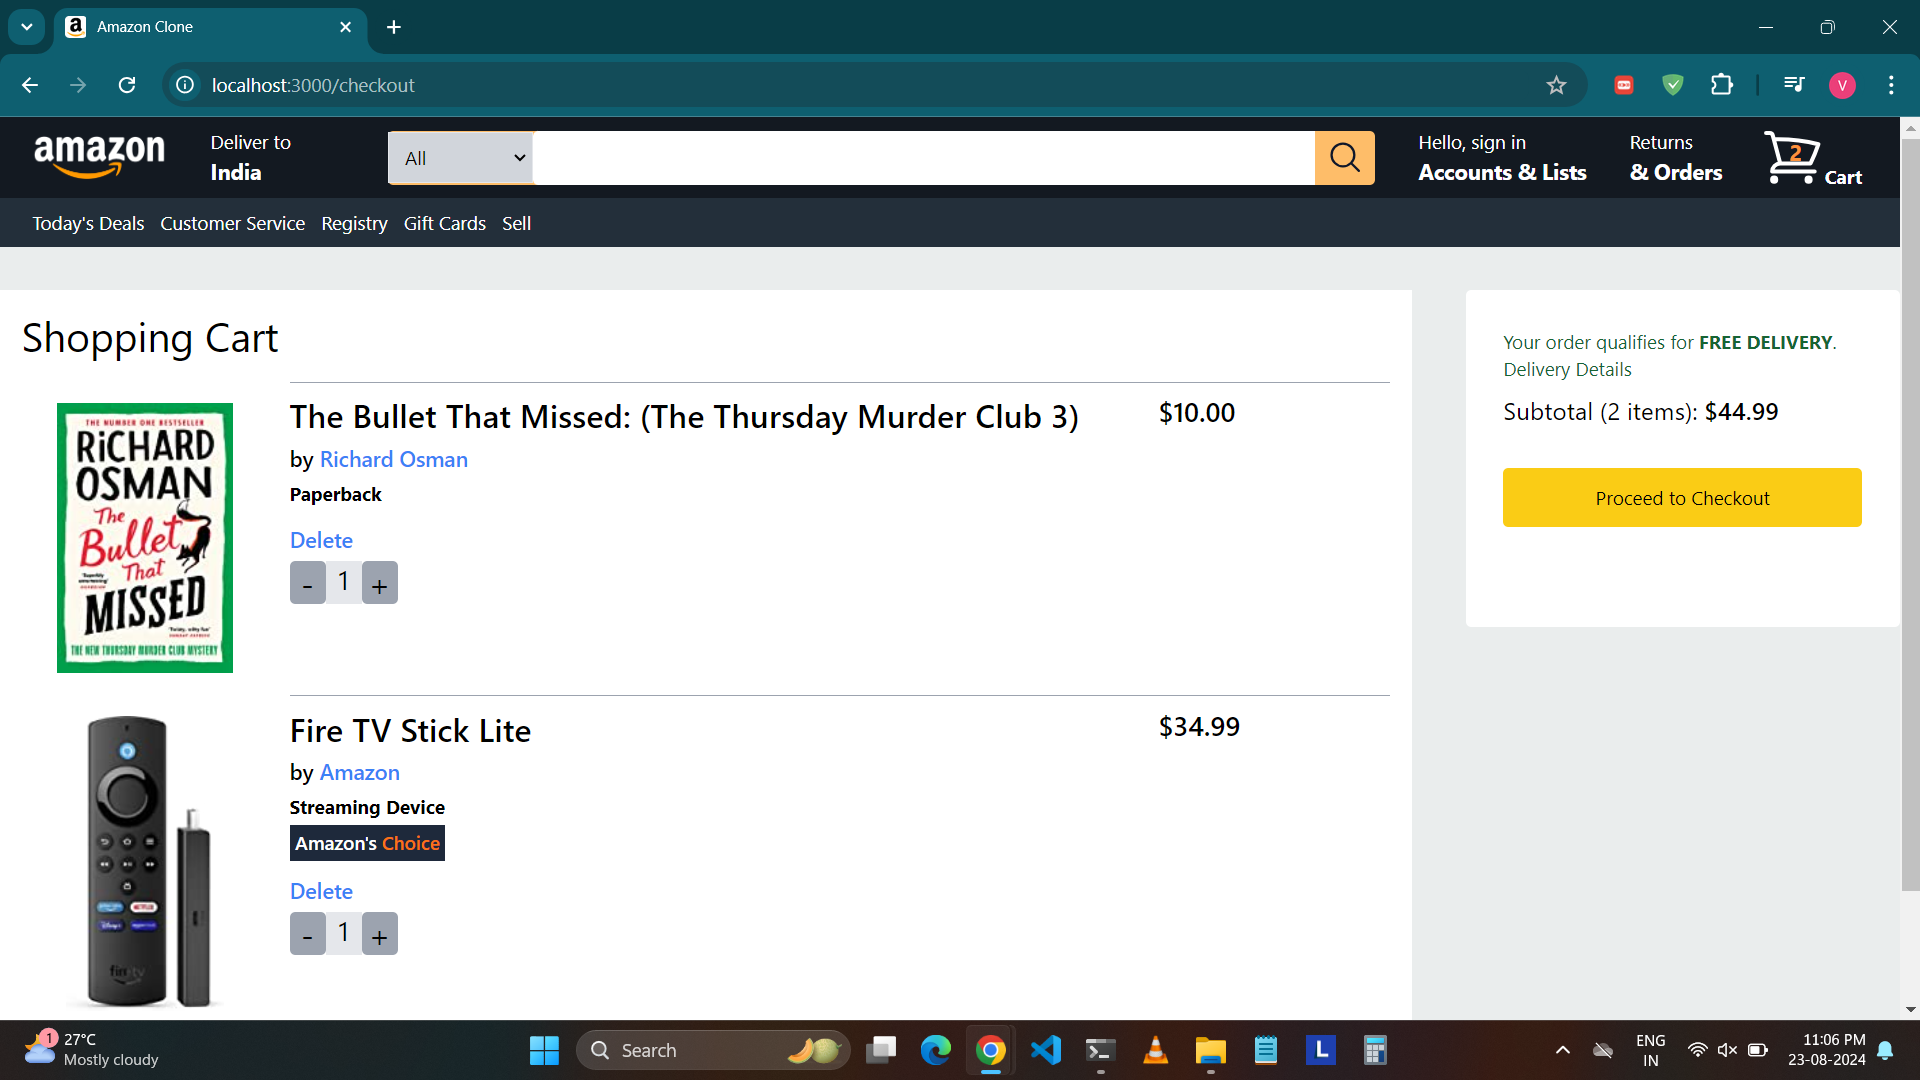 Amazon Clone
localhost:3000/checkout
V
amazon
Deliver to
India
All
Hello, sign in
Accounts & Lists
Returns
& Orders
2
Cart
Today's Deals Customer Service Registry Gift Cards Sell
Shopping Cart
THE NUMBER ONE BESTSELLER
RICHARD
OSMAN
The
Bullet
That
MISSED
THE NEW THURSDAY MURDER CLUB MYSTERY
The Bullet That Missed: (The Thursday Murder Club 3)
$10.00
by Richard Osman
Paperback
Delete
- 1 +
Fire TV Stick Lite
$34.99
by Amazon
Streaming Device
Amazon's Choice
Delete
- 1 +
fire tv
Your order qualifies for FREE DELIVERY.
Delivery Details
Subtotal (2 items): $44.99
Proceed to Checkout
1
27°C
Mostly cloudy
Search
L
ENG
IN
11:06 PM
23-08-2024